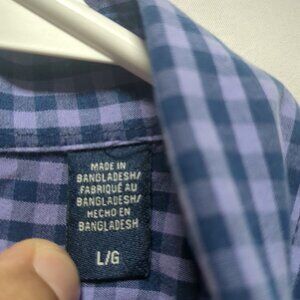 MADE IN
BANGLADESH/
FABRIQUÉ AU
BANGLADESH/
HECHO EN
BANGLADESH
L/G